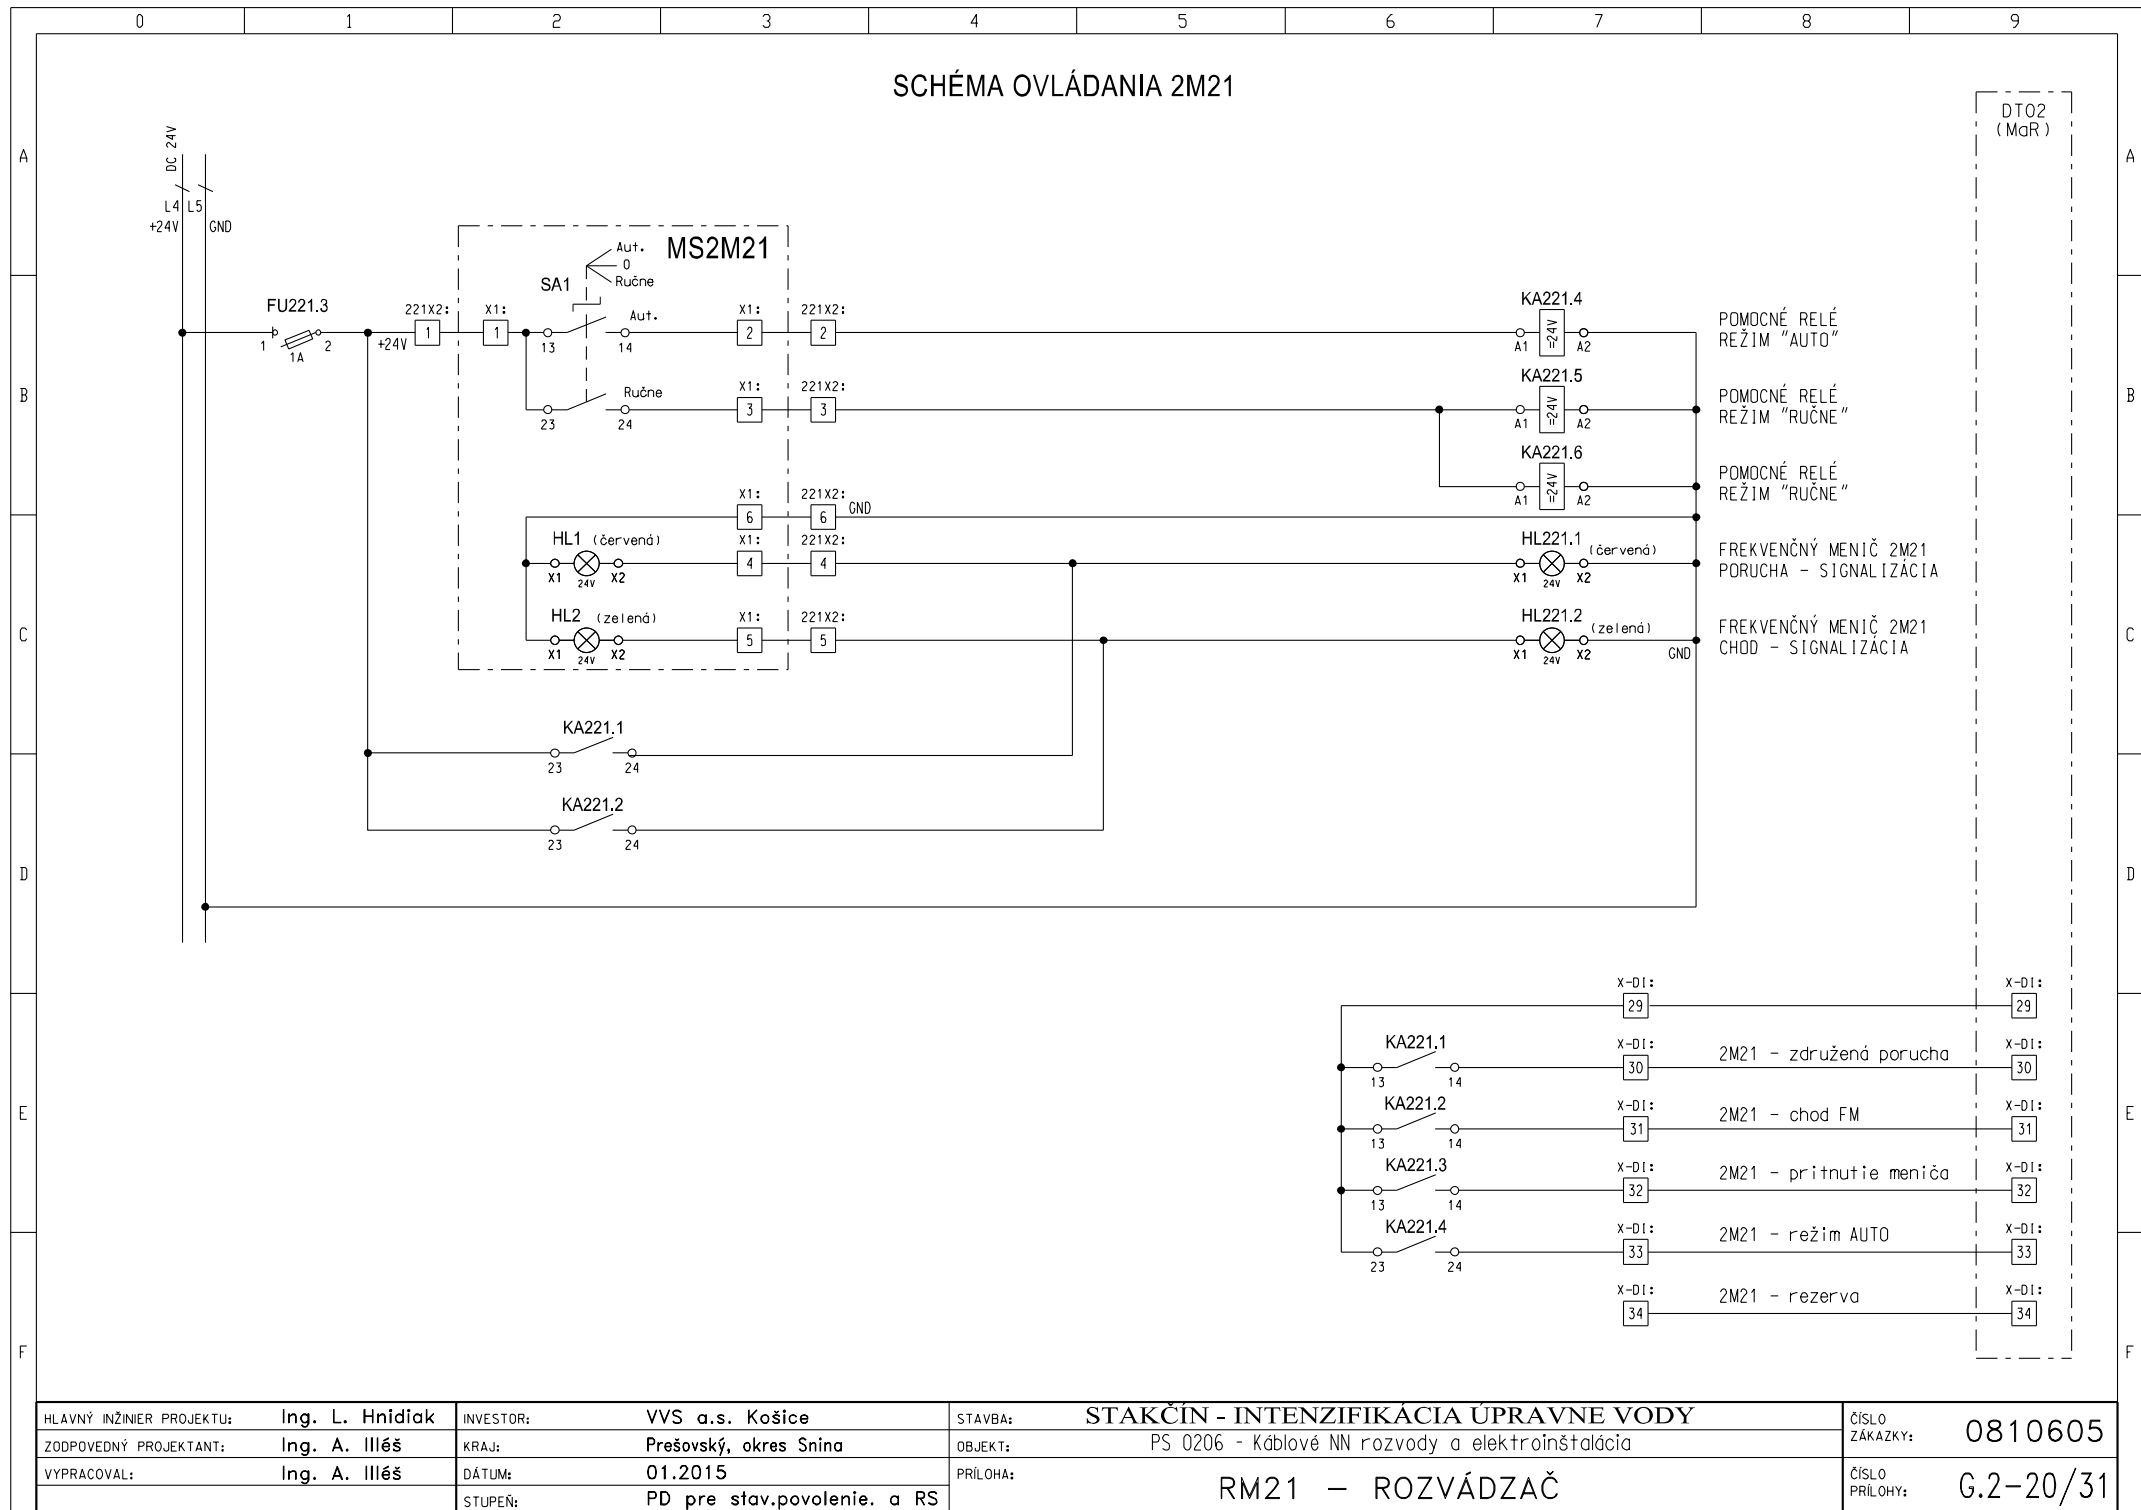 0 1 2 3 4 5 6 7 8 9
SCHÉMA OVLÁDANIA 2M21
DT02
(MaR)
A A
DC 24V
L4 L5
+24V GND
MS2M21
Aut.
0
Ručne
SA1
FU221.3
1 1A 2
+24V
221X2: 1
X1: 1
13 14 Aut.
X1: 2
221X2: 2
KA221.4
A1 =24V A2
POMOCNÉ RELÉ
REŽIM "AUTO"
B B
23 24 Ručne
X1: 3
221X2: 3
KA221.5
A1 =24V A2
POMOCNÉ RELÉ
REŽIM "RUČNE"
KA221.6
A1 =24V A2
POMOCNÉ RELÉ
REŽIM "RUČNE"
X1: 6
221X2: 6
GND
HL1 (červená)
X1 24V X2
X1: 4
221X2: 4
HL221.1 (červená)
X1 24V X2
FREKVENČNÝ MENIČ 2M21
PORUCHA - SIGNALIZÁCIA
C C
HL2 (zelená)
X1 24V X2
X1: 5
221X2: 5
HL221.2 (zelená)
X1 24V X2
GND
FREKVENČNÝ MENIČ 2M21
CHOD - SIGNALIZÁCIA
KA221.1
23 24
KA221.2
23 24
D D
X-DI: 29
X-DI: 29
KA221.1
13 14
X-DI: 30
2M21 - združená porucha
X-DI: 30
E E
KA221.2
13 14
X-DI: 31
2M21 - chod FM
X-DI: 31
KA221.3
13 14
X-DI: 32
2M21 - pritnutie meniča
X-DI: 32
KA221.4
23 24
X-DI: 33
2M21 - režim AUTO
X-DI: 33
X-DI: 34
2M21 - rezerva
X-DI: 34
F F
HLAVNÝ INŽINIER PROJEKTU: Ing. L. Hnidiak
ZODPOVEDNÝ PROJEKTANT: Ing. A. Illéš
VYPRACOVAL: Ing. A. Illéš
INVESTOR: VVS a.s. Košice
KRAJ: Prešovský, okres Snina
DÁTUM: 01.2015
STUPEŇ: PD pre stav.povolenie. a RS
STAVBA: STAKČÍN - INTENZIFIKÁCIA ÚPRAVNE VODY
OBJEKT: PS 0206 - Káblové NN rozvody a elektroinštalácia
PRÍLOHA: RM21 - ROZVÁDZAČ
ČÍSLO ZÁKAZKY: 0810605
ČÍSLO PRÍLOHY: G.2-20/31